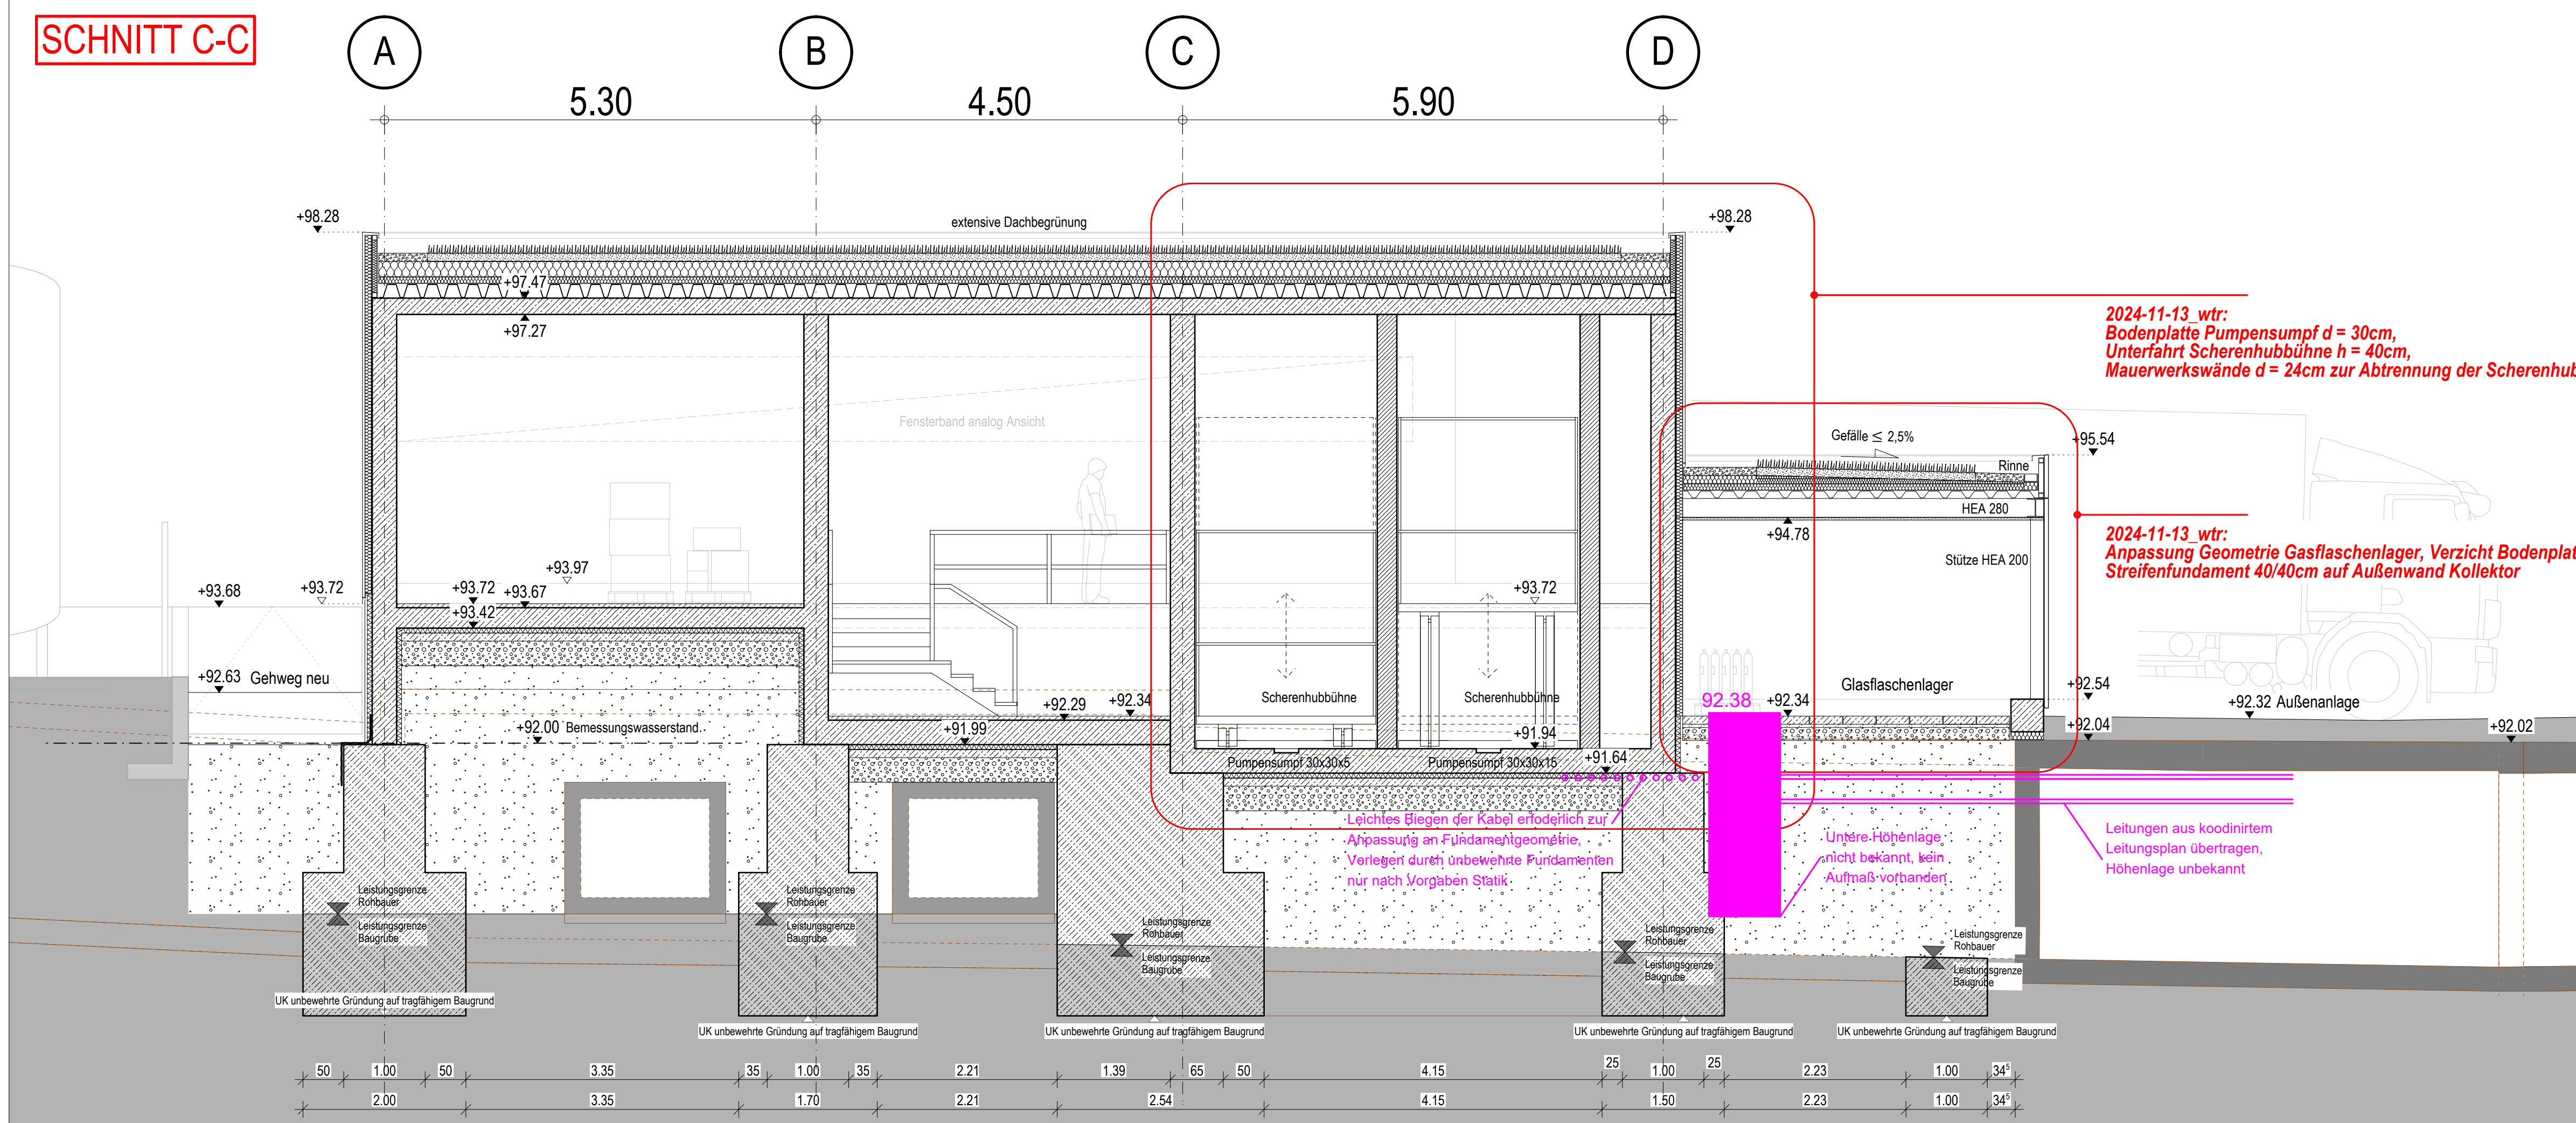 SCHNITT C-C
A
B
C
D
5.30
4.50
5.90
+98.28
extensive Dachbegrünung
+98.28
+97.47
+97.27
2024-11-13_wtr:
Bodenplatte Pumpensumpf d = 30cm,
Unterfahrt Scherenhubbühne h = 40cm,
Mauerwerkswände d = 24cm zur Abtrennung der Scherenhub
Fensterband analog Ansicht
Gefälle ≤ 2,5%
+95.54
Rinne
HEA 280
+94.78
2024-11-13_wtr:
Anpassung Geometrie Gasflaschenlager, Verzicht Bodenplat
Streifenfundament 40/40cm auf Außenwand Kollektor
Stütze HEA 200
+93.68
+93.72
+93.72
+93.67
+93.97
+93.42
+93.72
+92.63
Gehweg neu
Scherenhubbühne
Scherenhubbühne
Glasflaschenlager
92.38
+92.34
+92.54
+92.32 Außenanlage
+92.29
+92.34
+92.00 Bemessungswasserstand
+91.99
+91.94
+92.04
+92.02
Pumpensumpf 30x30x5
Pumpensumpf 30x30x15
+91.64
Leichtes Biegen der Kabel erfoderlich zur
Anpassung an Fundamentgeometrie,
Verlegen durch unbewehrte Fundamenten
nur nach Vorgaben Statik
Untere Höhenlage
nicht bekannt, kein
Aufmaß vorhanden
Leitungen aus koodinirtem
Leitungsplan übertragen,
Höhenlage unbekannt
Leistungsgrenze
Rohbauer
Leistungsgrenze
Baugrube
Leistungsgrenze
Rohbauer
Leistungsgrenze
Baugrube
Leistungsgrenze
Rohbauer
Leistungsgrenze
Baugrube
Leistungsgrenze
Rohbauer
Leistungsgrenze
Baugrube
Leistungsgrenze
Rohbauer
Leistungsgrenze
Baugrube
UK unbewehrte Gründung auf tragfähigem Baugrund
UK unbewehrte Gründung auf tragfähigem Baugrund
UK unbewehrte Gründung auf tragfähigem Baugrund
UK unbewehrte Gründung auf tragfähigem Baugrund
UK unbewehrte Gründung auf tragfähigem Baugrund
50 1.00 50 3.35 35 1.00 35 2.21 1.39 65 50 4.15 25 1.00 25 2.23 1.00 34⁵
2.00 3.35 1.70 2.21 2.54 4.15 1.50 2.23 1.00 34⁵